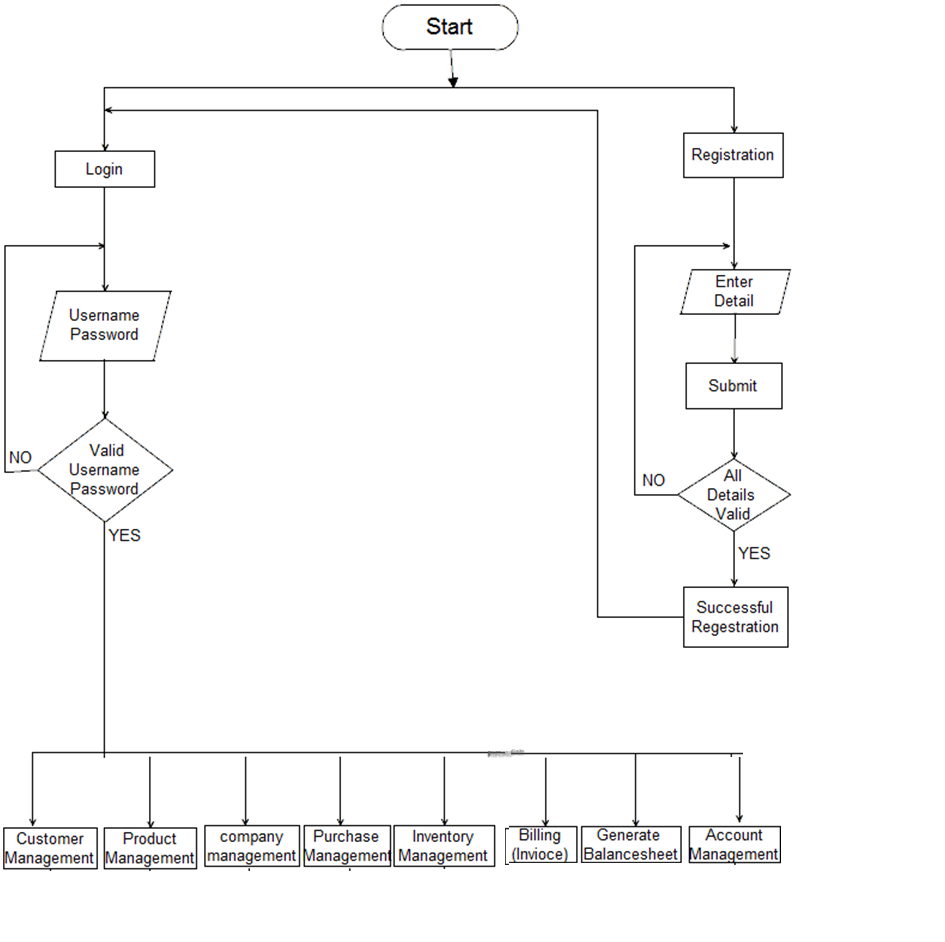 Start
Login
Registration
Username
Password
Enter
Detail
Submit
Valid
Username
Password
NO
YES
All
Details
Valid
NO
YES
Successful
Regestration
Customer
Management
Product
Management
company
management
Purchase
Management
Inventory
Management
Billing
(Invioce)
Generate
Balancesheet
Account
Management